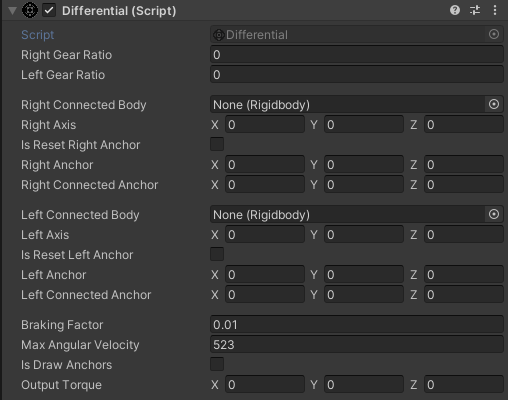 Differential (Script)
Script Differential
Right Gear Ratio 0
Left Gear Ratio 0
Right Connected Body None (Rigidbody)
Right Axis X 0 Y 0 Z 0
Is Reset Right Anchor
Right Anchor X 0 Y 0 Z 0
Right Connected Anchor X 0 Y 0 Z 0
Left Connected Body None (Rigidbody)
Left Axis X 0 Y 0 Z 0
Is Reset Left Anchor
Left Anchor X 0 Y 0 Z 0
Left Connected Anchor X 0 Y 0 Z 0
Braking Factor 0.01
Max Angular Velocity 523
Is Draw Anchors
Output Torque X 0 Y 0 Z 0